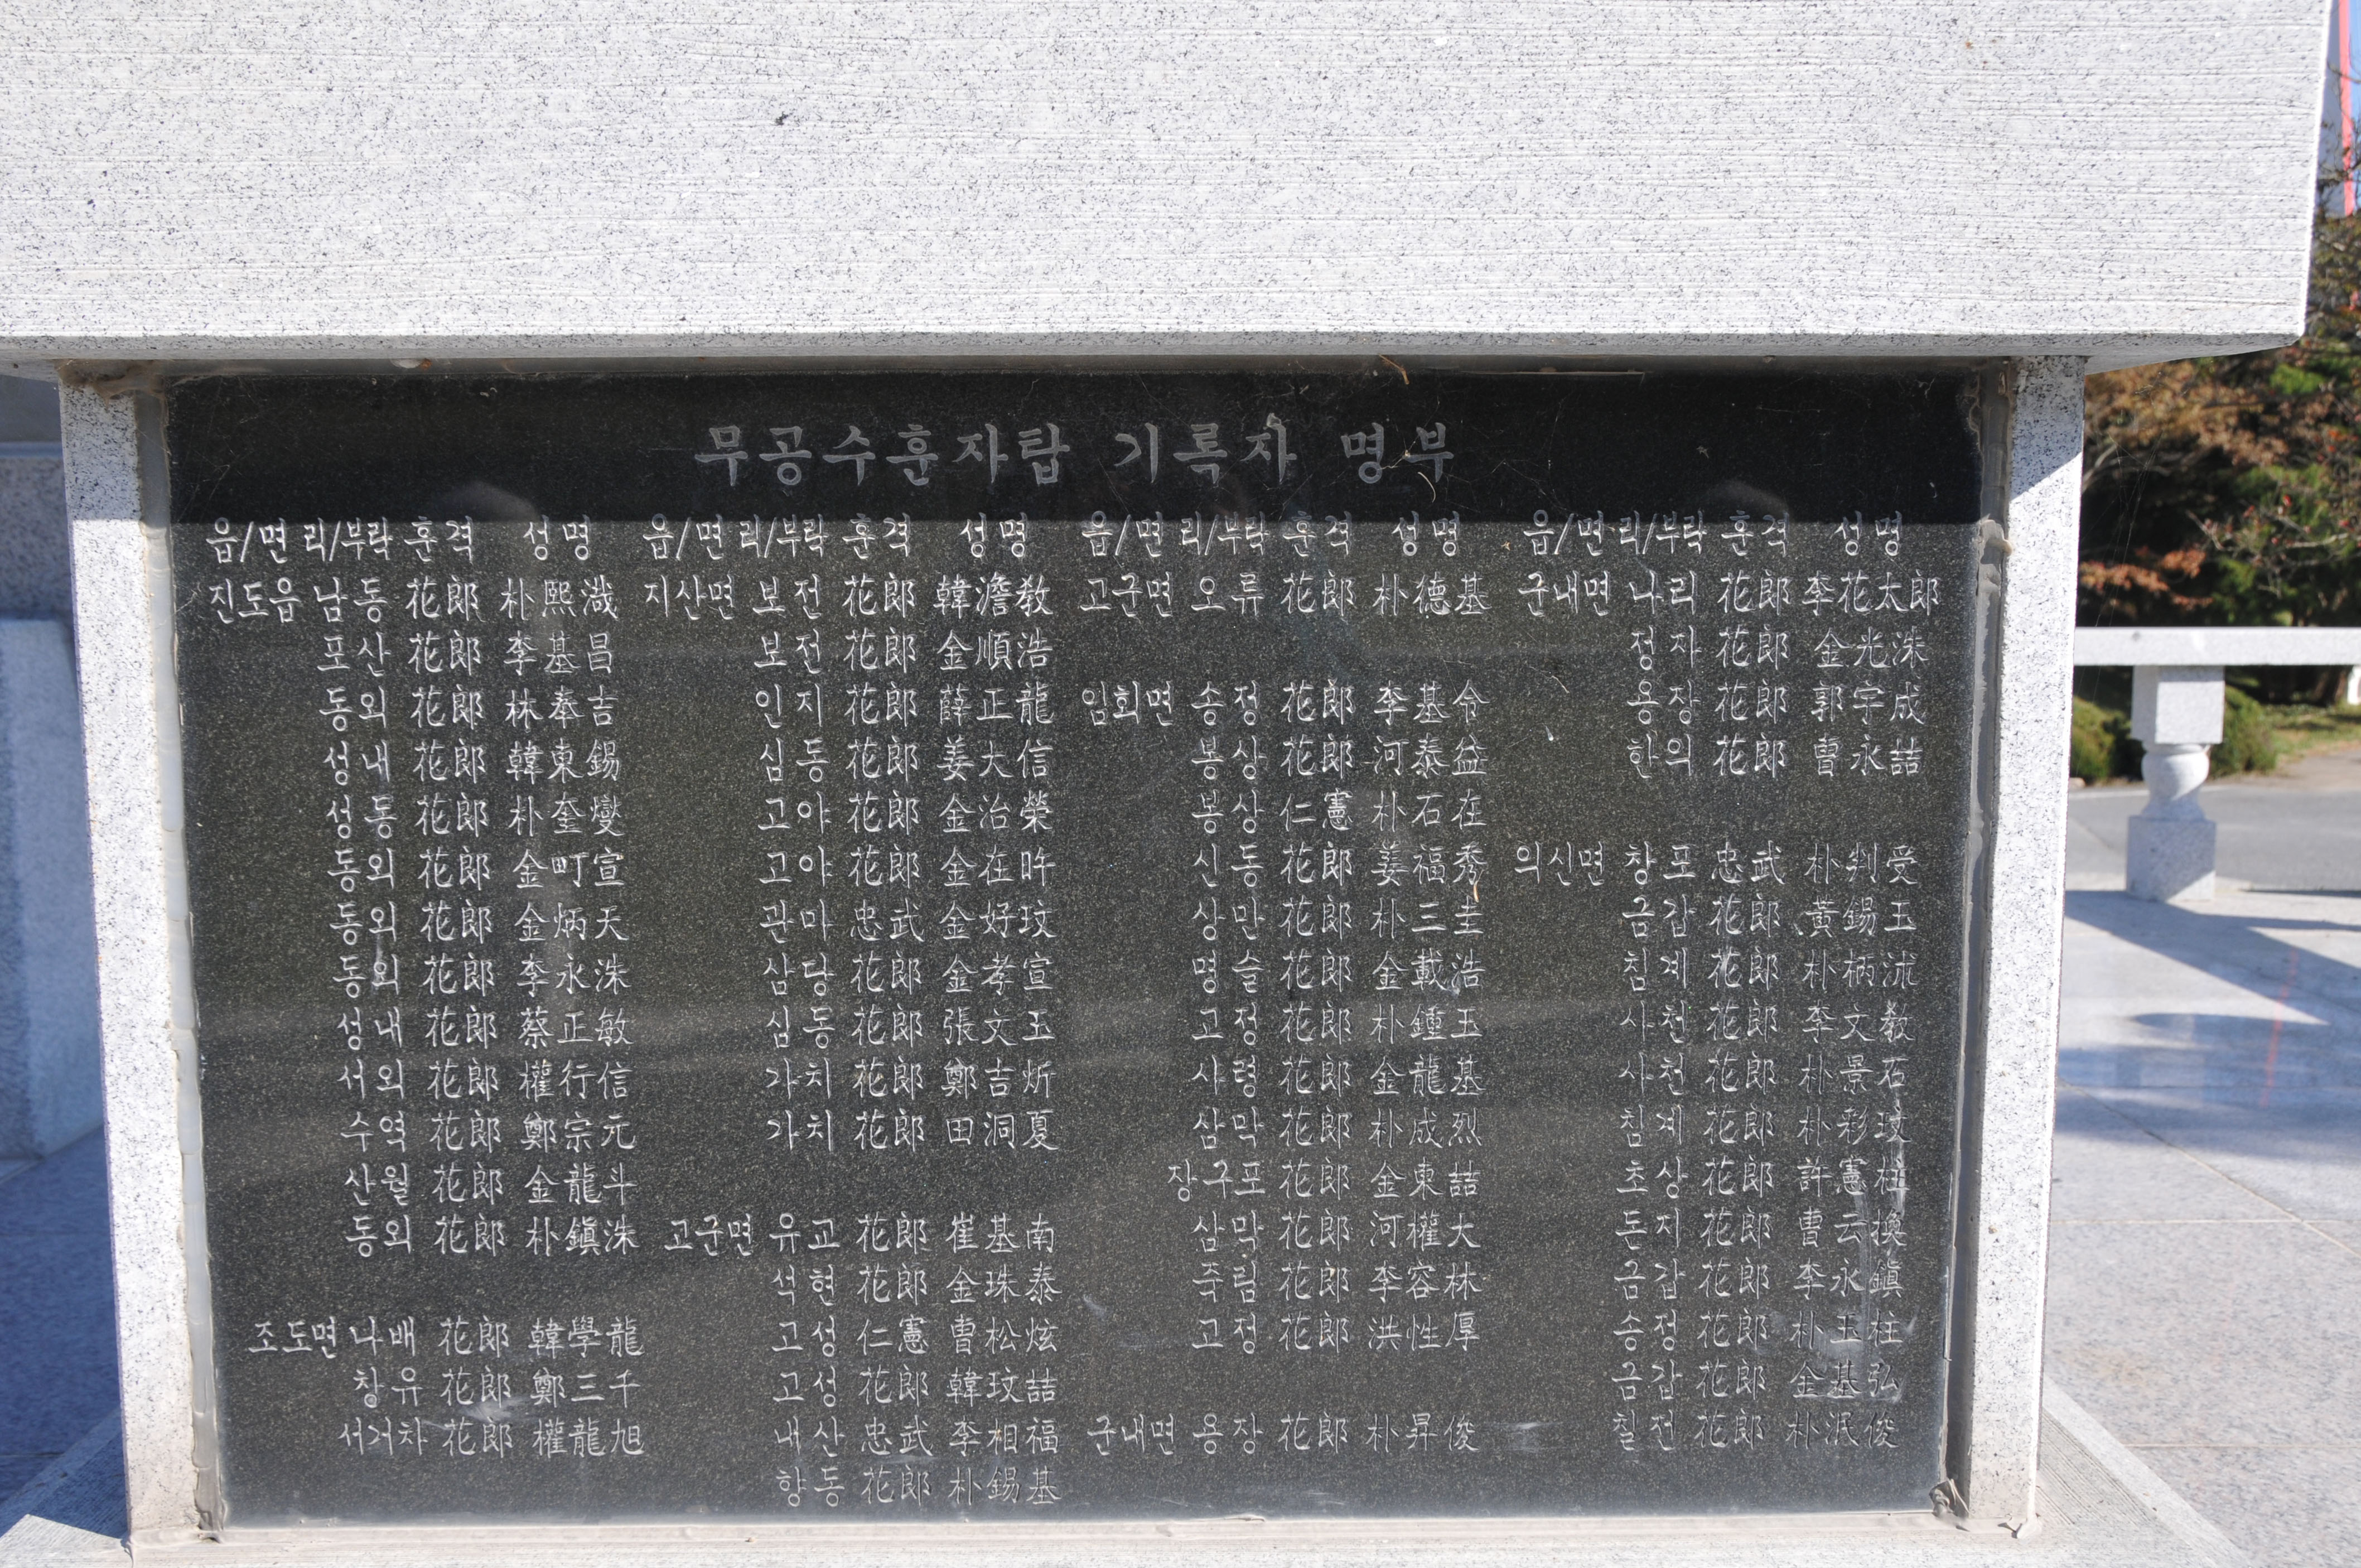 무공수훈자탑 기록자 명부
읍/면 리/부락 훈격 성명
진도읍 남동 花郎 朴熙
포산 花郎 李基昌
동외 花郎 林奉吉
성내 花郎 韓東錫
성동 花郎 朴奎燮
동외 花郎 金町宣
동외 花郎 金炳天
동외 花郎 李永洙
성내 花郎 蔡正敏
서외 花郎 權行信
수역 花郎 鄭宗元
산월 花郎 金龍斗
동외 花郎 朴鎭洙
조도면 나배 花郎 韓學龍
창유 花郎 鄭三千
서거차 花郎 權龍旭
읍/면 리/부락 훈격 성명
지산면 보전 花郎 韓澹敎
보전 花郎 金順浩
인지 花郎 薛正龍
심동 花郎 姜大信
고야 花郎 金治榮
고야 花郎 金在旿
관마 忠武 金好玟
삼당 花郎 金孝宣
심동 花郎 張文玉
가치 花郎 鄭吉炘
가치 花郎 田洞夏
고군면 유교 花郎 崔基南
석현 花郎 金珠泰
고성 仁憲 曺松炫
고성 花郎 韓玟喆
내산 忠武 李相福
향동 花郎 朴錫基
읍/면 리/부락 훈격 성명
고군면 오류 花郎 朴德基
임회면 송정 花郎 李基令
봉상 花郎 河泰益
봉상 仁憲 朴石在
신동 花郎 姜福秀
상만 花郎 朴三圭
명슬 花郎 金載浩
고정 花郎 朴鍾玉
사령 花郎 金龍基
삼막 花郎 朴成烈
장구포 花郎 金東喆
삼막 花郎 河權大
죽림 花郎 李容林
고정 花郎 洪性厚
군내면 용장 花郎 朴昇俊
읍/면 리/부락 훈격 성명
군내면 나리 花郎 李花太郎
정자 花郎 金光洙
용장 花郎 郭宇成
한의 花郎 曺永喆
의신면 창포 忠武 朴判受
금갑 花郎 黃錫玉
침계 花郎 朴柄沭
사천 花郎 李文敎
사천 花郎 朴景石
침계 花郎 朴彩玟
초상 花郎 許憲柱
돈지 花郎 曺云換
금갑 花郎 李永鎭
송정 花郎 朴玉柱
금갑 花郎 金基弘
칠전 花郎 朴泯俊